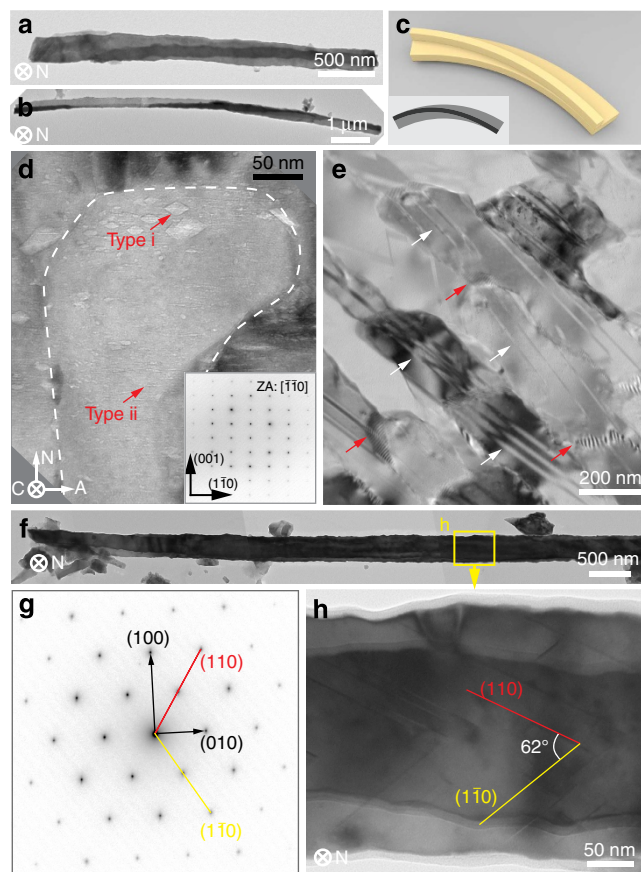 a
500 nm
⊗ N
b
1 μm
⊗ N
c
d
50 nm
Type i
Type ii
ZA: [1̄1̄0]
(001̄)
(11̄0)
N
C ⊗ A
e
200 nm
f
h
⊗ N
500 nm
g
(100)
(110)
(010)
(11̄0)
h
(110)
62°
(11̄0)
⊗ N
50 nm